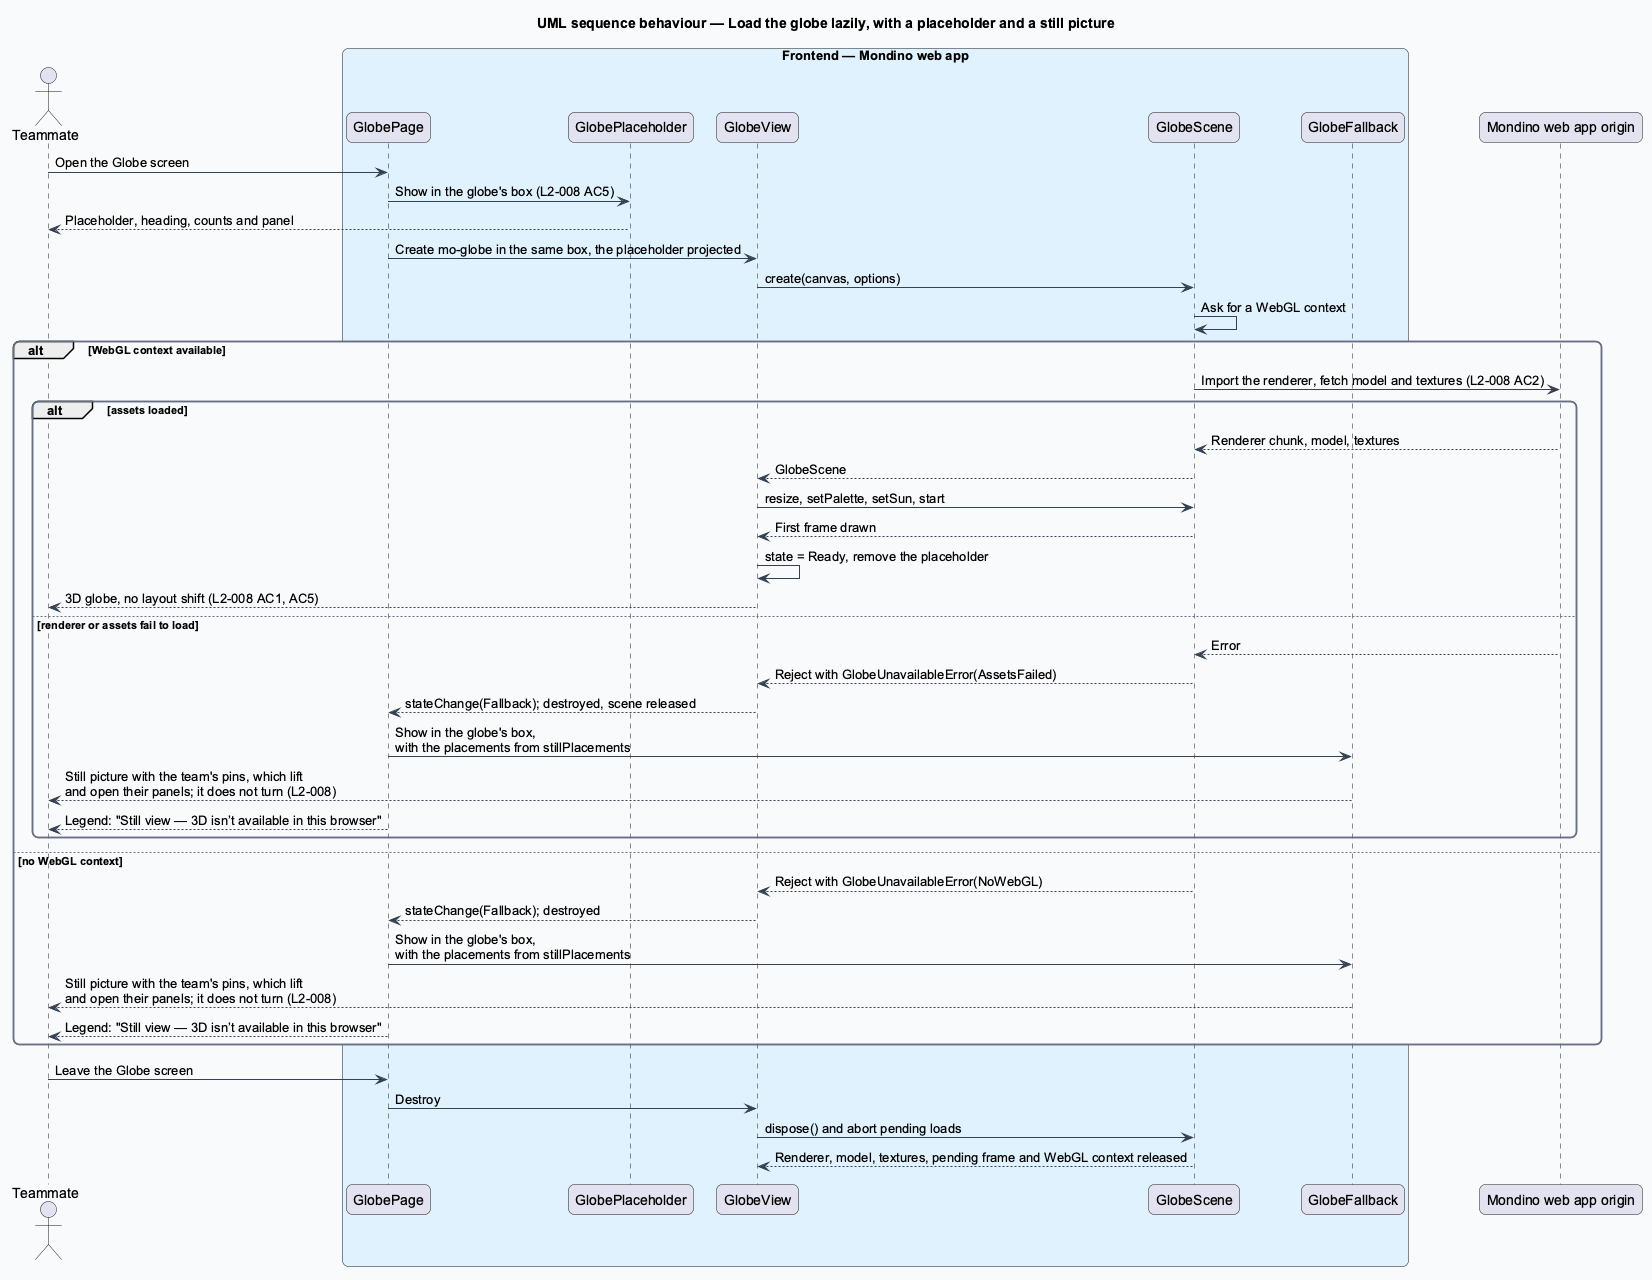 UML sequence behaviour — Load the globe lazily, with a placeholder and a still picture
Frontend — Mondino web app
Teammate
GlobePage
GlobePlaceholder
GlobeView
GlobeScene
GlobeFallback
Mondino web app origin
Open the Globe screen
Show in the globe's box (L2-008 AC5)
Placeholder, heading, counts and panel
Create mo-globe in the same box, the placeholder projected
create(canvas, options)
Ask for a WebGL context
alt
[WebGL context available]
Import the renderer, fetch model and textures (L2-008 AC2)
alt
[assets loaded]
Renderer chunk, model, textures
GlobeScene
resize, setPalette, setSun, start
First frame drawn
state = Ready, remove the placeholder
3D globe, no layout shift (L2-008 AC1, AC5)
[renderer or assets fail to load]
Error
Reject with GlobeUnavailableError(AssetsFailed)
stateChange(Fallback); destroyed, scene released
Show in the globe's box,
with the placements from stillPlacements
Still picture with the team's pins, which lift
and open their panels; it does not turn (L2-008)
Legend: "Still view — 3D isn’t available in this browser"
[no WebGL context]
Reject with GlobeUnavailableError(NoWebGL)
stateChange(Fallback); destroyed
Show in the globe's box,
with the placements from stillPlacements
Still picture with the team's pins, which lift
and open their panels; it does not turn (L2-008)
Legend: "Still view — 3D isn’t available in this browser"
Leave the Globe screen
Destroy
dispose() and abort pending loads
Renderer, model, textures, pending frame and WebGL context released
Teammate
GlobePage
GlobePlaceholder
GlobeView
GlobeScene
GlobeFallback
Mondino web app origin